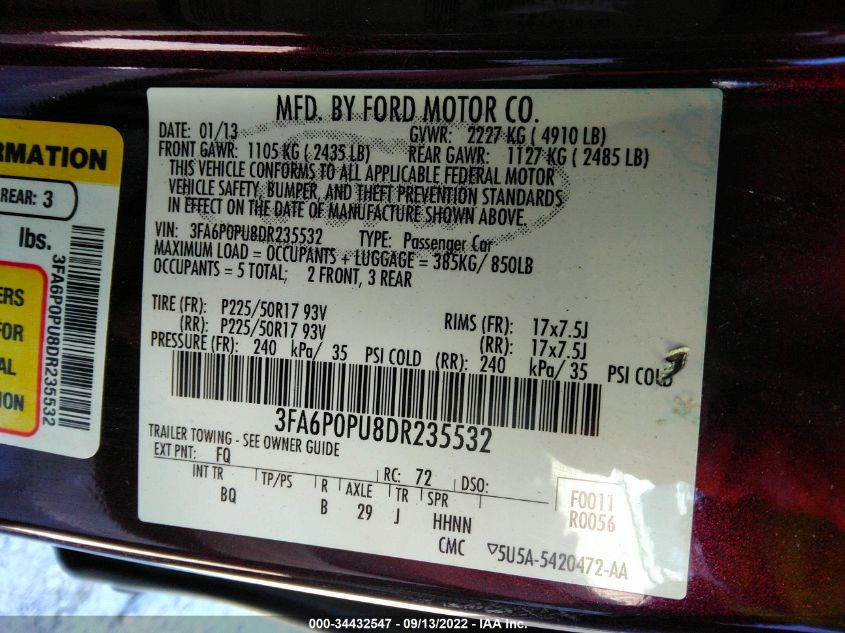 MFD. BY FORD MOTOR CO.
DATE: 01/13 GVWR: 2227 KG ( 4910 LB)
FRONT GAWR: 1105 KG ( 2435 LB) REAR GAWR: 1127 KG ( 2485 LB)
THIS VEHICLE CONFORMS TO ALL APPLICABLE FEDERAL MOTOR
VEHICLE SAFETY, BUMPER, AND THEFT PREVENTION STANDARDS
IN EFFECT ON THE DATE OF MANUFACTURE SHOWN ABOVE.
VIN: 3FA6P0PU8DR235532 TYPE: Passenger Car
MAXIMUM LOAD = OCCUPANTS + LUGGAGE = 385KG/ 850LB
OCCUPANTS = 5 TOTAL; 2 FRONT, 3 REAR
TIRE (FR): P225/50R17 93V RIMS (FR): 17x7.5J
(RR): P225/50R17 93V (RR): 17x7.5J
PRESSURE (FR): 240 kPa/ 35 PSI COLD (RR): 240 kPa/ 35 PSI COLD
3FA6P0PU8DR235532
TRAILER TOWING - SEE OWNER GUIDE
EXT PNT: FQ RC: 72 DSO:
INT TR TP/PS R AXLE TR SPR
BQ B 29 J HHNN
CMC
F0011
R0056
▽5U5A-5420472-AA
ORMATION
REAR: 3
lbs.
3FA6P0PU8DR235532
ERS
FOR
AL
ION
000-34432547 - 09/13/2022 - IAA Inc.